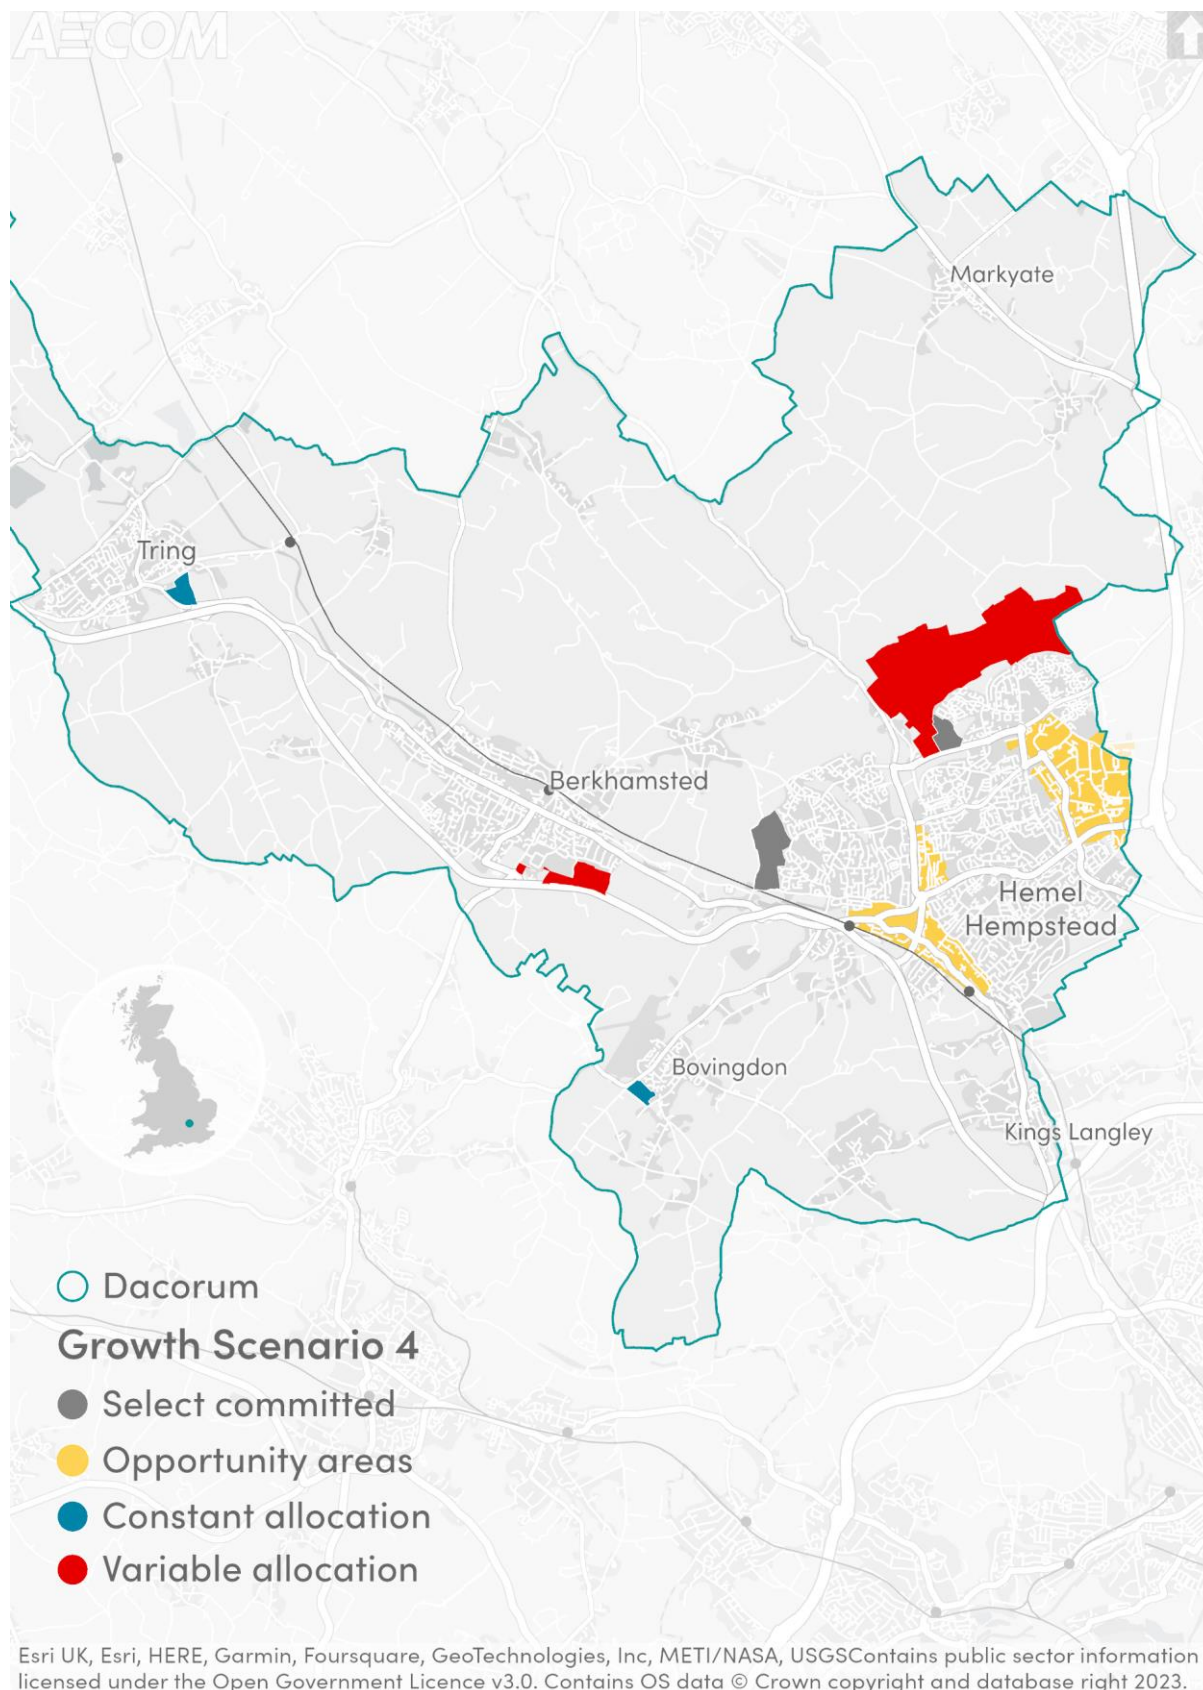 AECOM
Markyate
Tring
Berkhamsted
Hemel
Hempstead
Bovingdon
Kings Langley
Dacorum
Growth Scenario 4
Select committed
Opportunity areas
Constant allocation
Variable allocation
Esri UK, Esri, HERE, Garmin, Foursquare, GeoTechnologies, Inc, METI/NASA, USGSContains public sector information
licensed under the Open Government Licence v3.0. Contains OS data © Crown copyright and database right 2023.